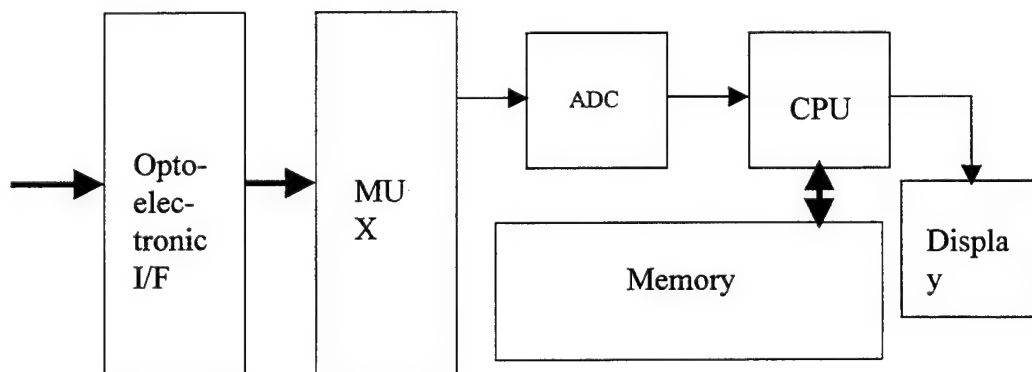 Opto-
elec-
tronic
I/F
MU
X
ADC
CPU
Memory
Displa
y